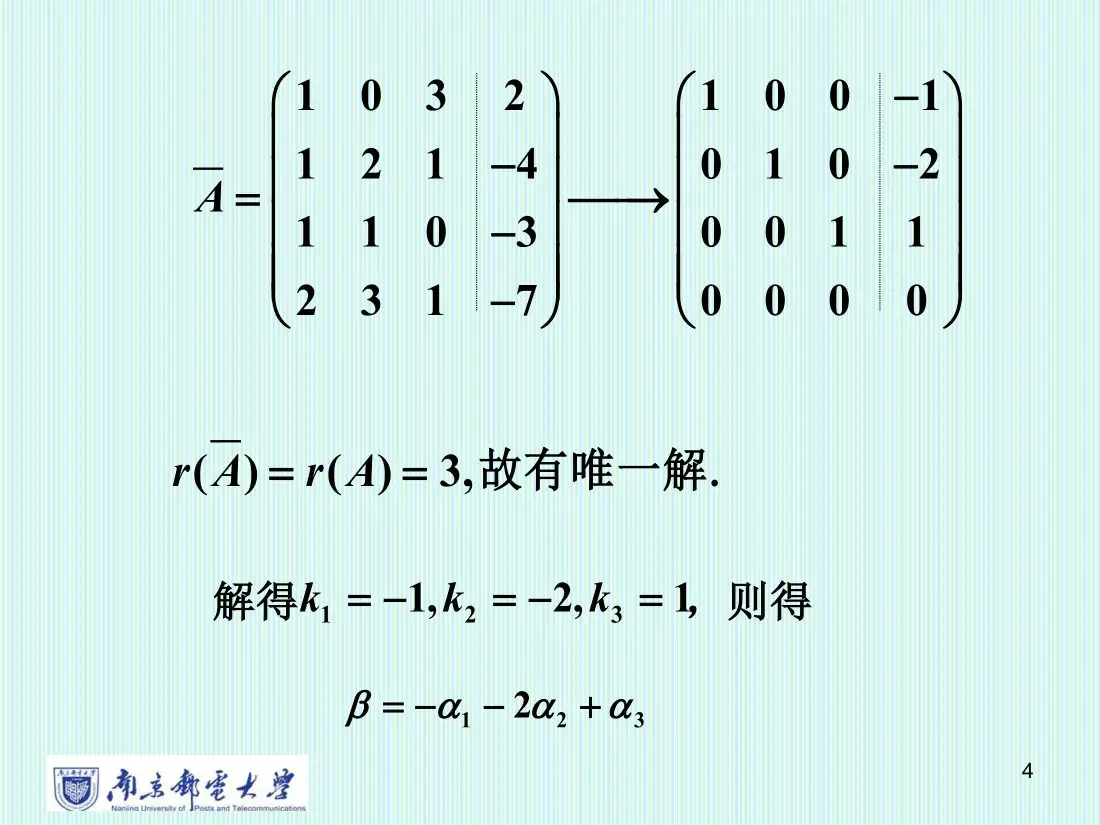 1 0 3 2 1 0 0 −1
1 2 1 −4 0 1 0 −2
A̅ = ⟶
1 1 0 −3 0 0 1 1
2 3 1 −7 0 0 0 0
r(A̅) = r(A) = 3,故有唯一解.
解得k₁ = −1,k₂ = −2,k₃ = 1, 则得
β = −α₁ − 2α₂ + α₃
南京邮電大学
Nanjing University of Posts and Telecommunications
4